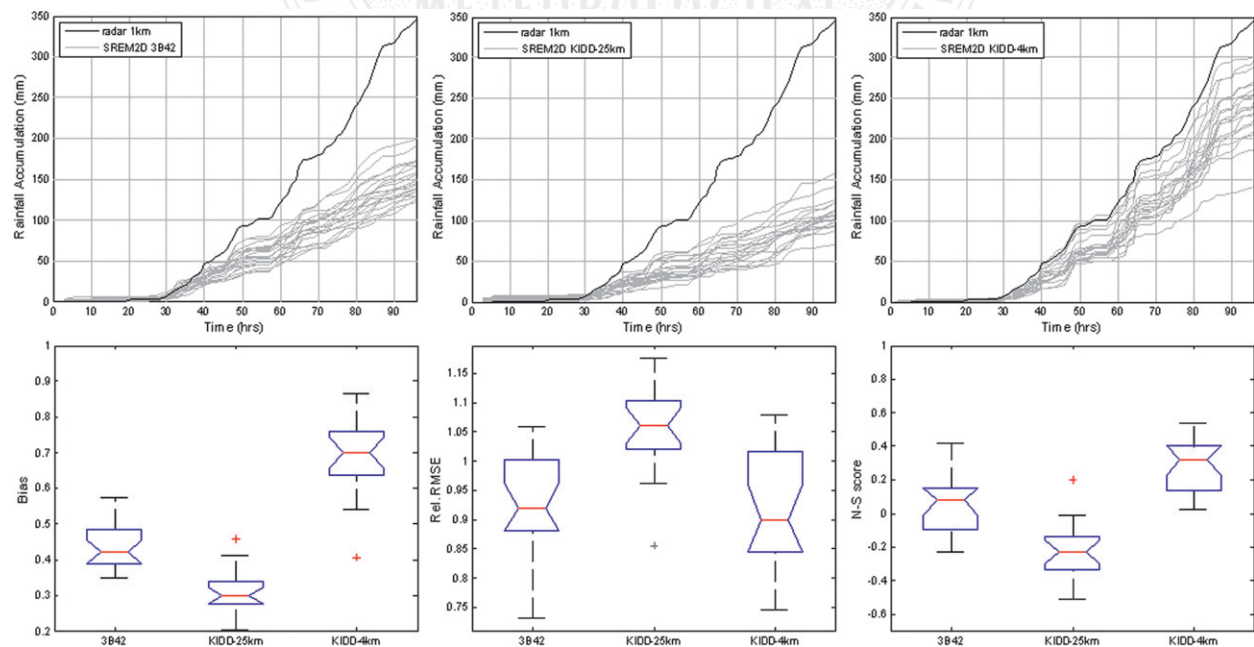 METEOROLOGICAL
radar 1km
SREM2D 3B42
Rainfall Accumulation (mm)
350
300
250
200
150
100
50
0
0 10 20 30 40 50 60 70 80 90
Time (hrs)
radar 1km
SREM2D KIDD-25km
Rainfall Accumulation (mm)
350
300
250
200
150
100
50
0
0 10 20 30 40 50 60 70 80 90
Time (hrs)
radar 1km
SREM2D KIDD-4km
Rainfall Accumulation (mm)
350
300
250
200
150
100
50
0
0 10 20 30 40 50 60 70 80 90
Time (hrs)
Bias
1
0.9
0.8
0.7
0.6
0.5
0.4
0.3
0.2
3B42 KIDD-25km KIDD-4km
Rel. RMSE
1.15
1.1
1.05
1
0.95
0.9
0.85
0.8
0.75
3B42 KIDD-25km KIDD-4km
N-S score
1
0.8
0.6
0.4
0.2
0
-0.2
-0.4
-0.6
3B42 KIDD-25km KIDD-4km